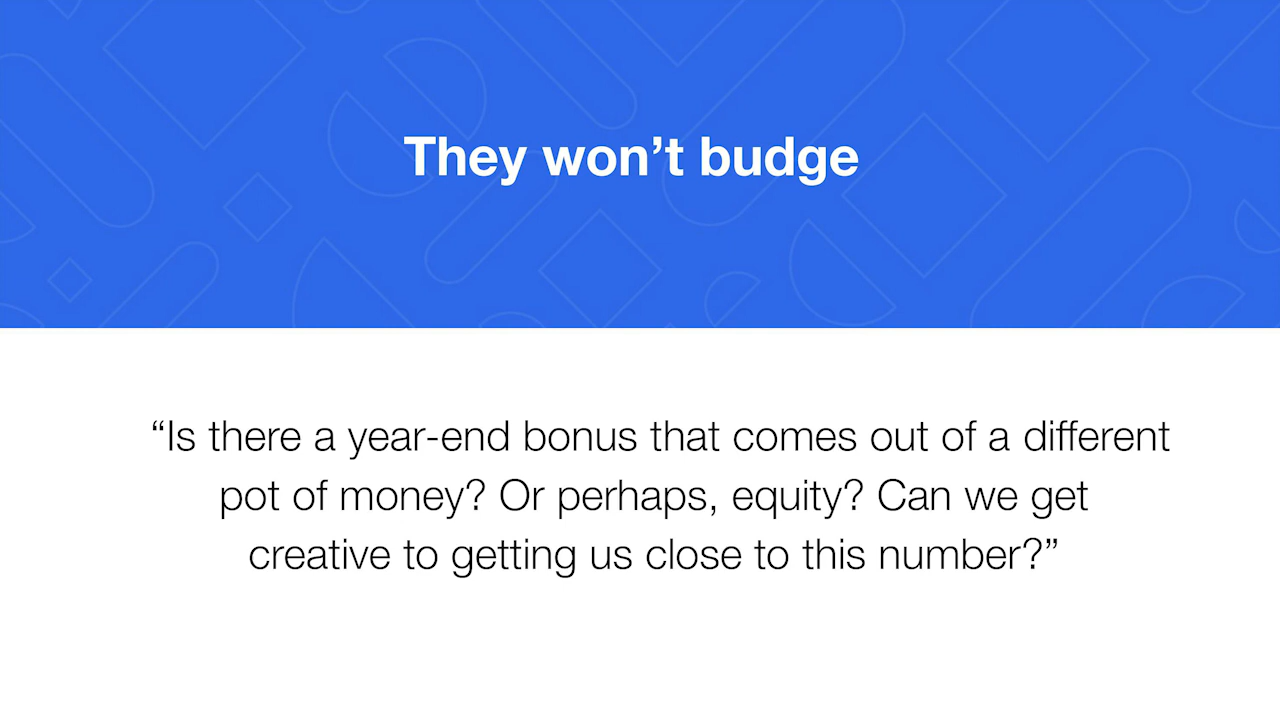 They won’t budge
“Is there a year-end bonus that comes out of a different
pot of money? Or perhaps, equity? Can we get
creative to getting us close to this number?”